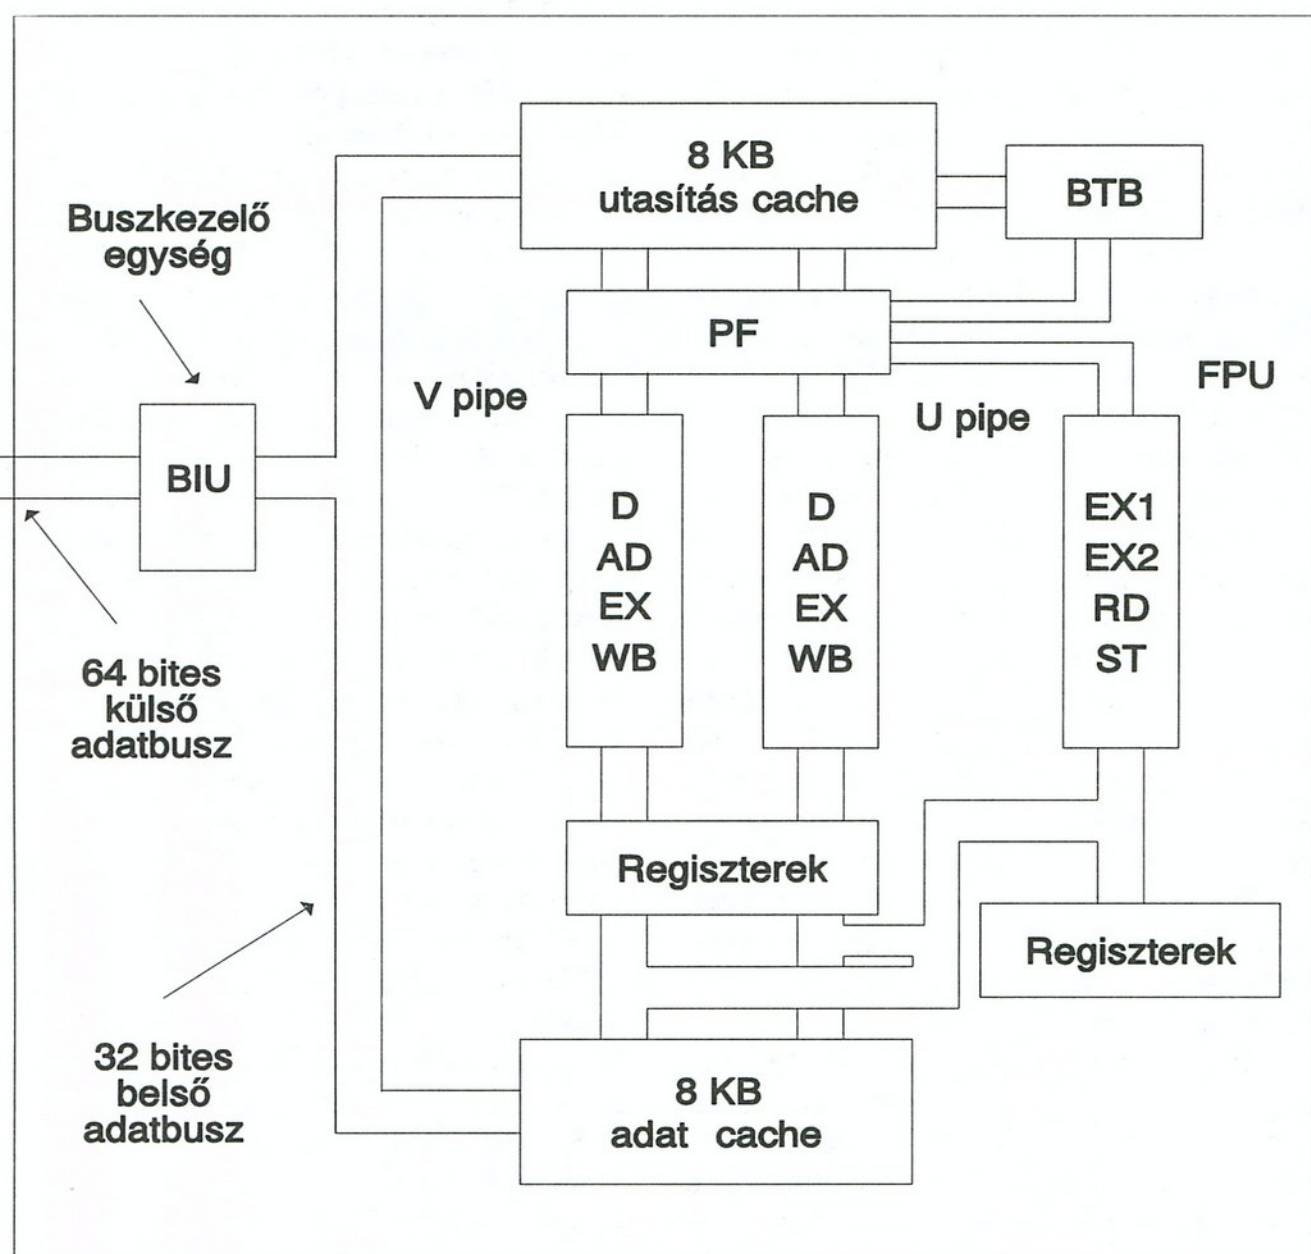 8 KB
utasítás cache
BTB
Buszkezelő
egység
PF
V pipe
U pipe
FPU
BIU
D
AD
EX
WB
D
AD
EX
WB
EX1
EX2
RD
ST
64 bites
külső
adatbusz
Regiszterek
Regiszterek
32 bites
belső
adatbusz
8 KB
adat cache